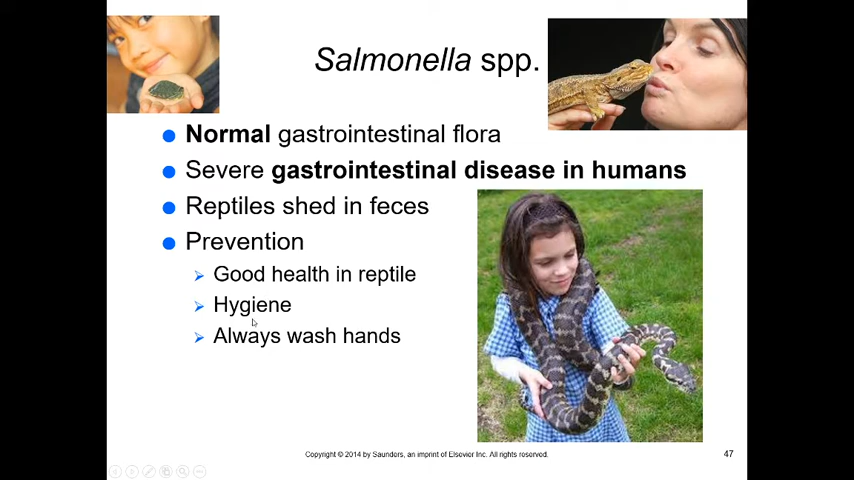 Salmonella spp.
Normal gastrointestinal flora
Severe gastrointestinal disease in humans
Reptiles shed in feces
Prevention
Good health in reptile
Hygiene
Always wash hands
Copyright © 2014 by Saunders, an imprint of Elsevier Inc. All rights reserved.
47